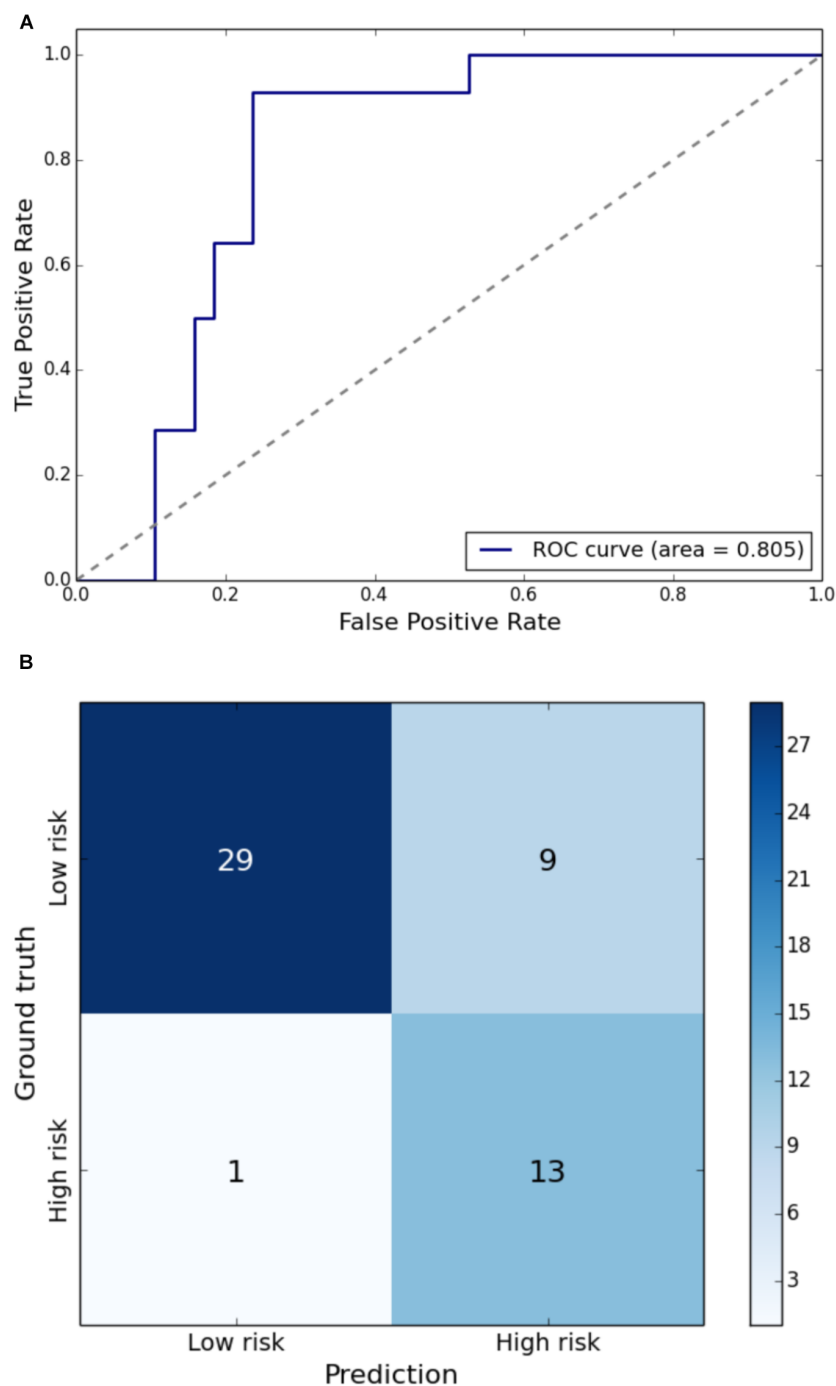 A
1.0
0.8
0.6
0.4
0.2
0.0
True Positive Rate
ROC curve (area = 0.805)
0.0 0.2 0.4 0.6 0.8 1.0
False Positive Rate
B
Ground truth
Low risk
High risk
29 9
1 13
27
24
21
18
15
12
9
6
3
Low risk High risk
Prediction